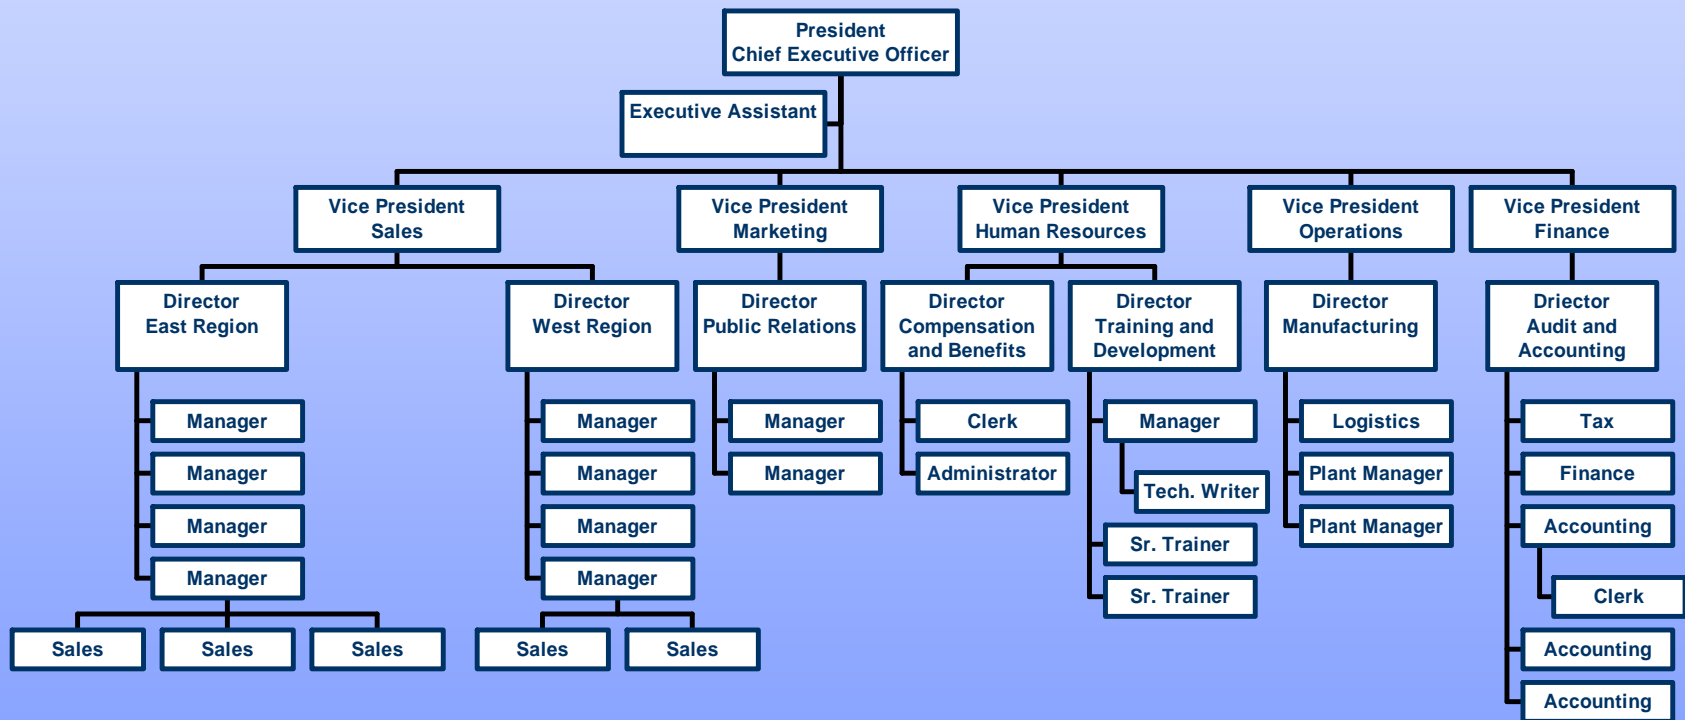 President
Chief Executive Officer
Executive Assistant
Vice President
Sales
Vice President
Marketing
Vice President
Human Resources
Vice President
Operations
Vice President
Finance
Director
East Region
Director
West Region
Director
Public Relations
Director
Compensation
and Benefits
Director
Training and
Development
Director
Manufacturing
Driector
Audit and
Accounting
Manager
Manager
Manager
Manager
Sales
Sales
Sales
Manager
Manager
Manager
Manager
Sales
Sales
Manager
Manager
Clerk
Administrator
Manager
Tech. Writer
Sr. Trainer
Sr. Trainer
Logistics
Plant Manager
Plant Manager
Tax
Finance
Accounting
Clerk
Accounting
Accounting